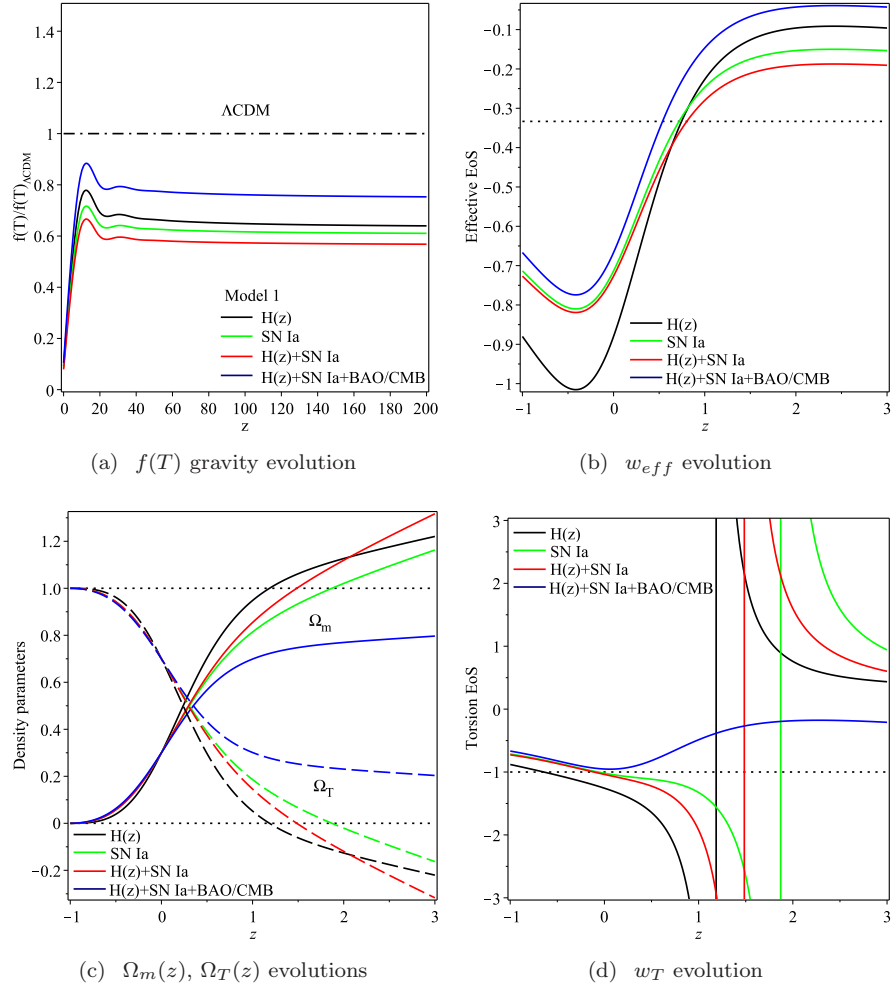 1.4
1.2
ΛCDM
1
0.8
0.6
0.4
0.2
0
f(T)/f(T)ΛCDM
Model 1
H(z)
SN Ia
H(z)+SN Ia
H(z)+SN Ia+BAO/CMB
0 20 40 60 80 100 120 140 160 180 200
z
(a) f(T) gravity evolution
−0.1
−0.2
−0.3
−0.4
−0.5
−0.6
−0.7
−0.8
−0.9
−1
Effective EoS
H(z)
SN Ia
H(z)+SN Ia
H(z)+SN Ia+BAO/CMB
−1 0 1 2 3
z
(b) w_eff evolution
1.2
1.0
0.8
0.6
0.4
0.2
0
−0.2
Density parameters
Ω_m
Ω_T
H(z)
SN Ia
H(z)+SN Ia
H(z)+SN Ia+BAO/CMB
−1 0 1 2 3
z
(c) Ω_m(z), Ω_T(z) evolutions
3
2
1
0
−1
−2
−3
Torsion EoS
H(z)
SN Ia
H(z)+SN Ia
H(z)+SN Ia+BAO/CMB
−1 0 1 2 3
z
(d) w_T evolution